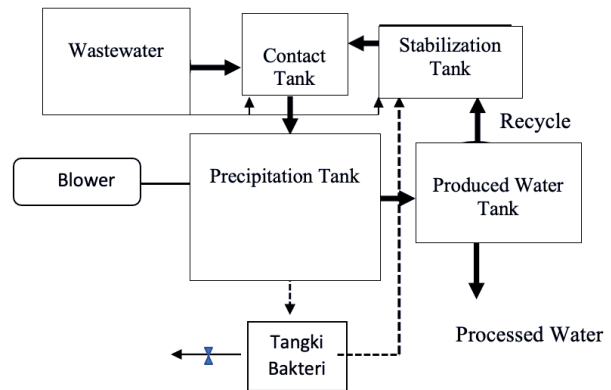 Wastewater
Contact
Tank
Stabilization
Tank
Recycle
Blower
Precipitation Tank
Produced Water
Tank
Tangki
Bakteri
Processed Water